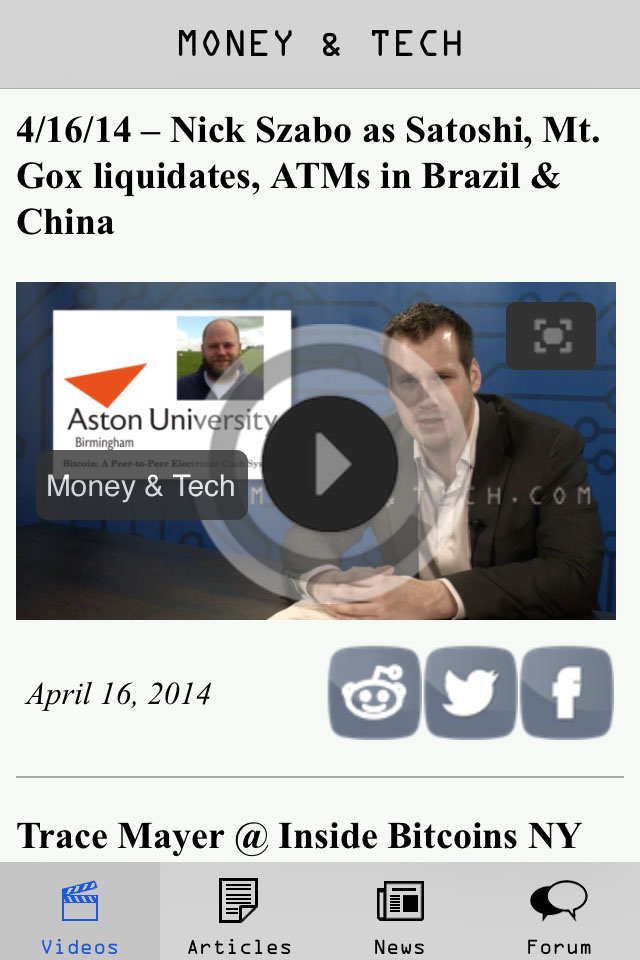 MONEY & TECH
4/16/14 – Nick Szabo as Satoshi, Mt.
Gox liquidates, ATMs in Brazil &
China
Aston University
Birmingham
Bitcoin: A Peer-to-Peer Electronic Cash Sys
Money & Tech
M
TECH.COM
April 16, 2014
Trace Mayer @ Inside Bitcoins NY
Videos
Articles
News
Forum